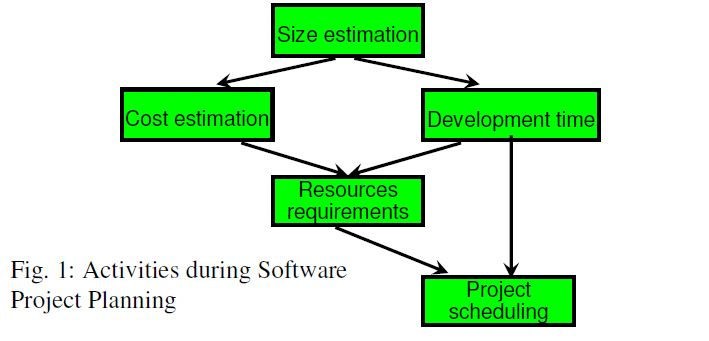 Size estimation
Cost estimation
Development time
Resources
requirements
Fig. 1: Activities during Software
Project Planning
Project
scheduling